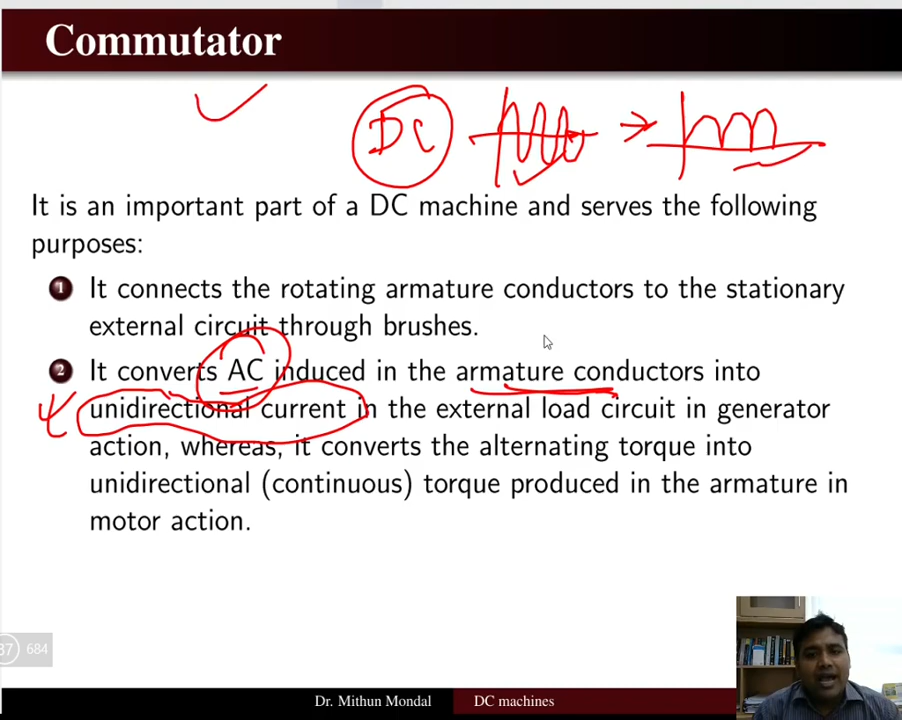 Commutator
DC
It is an important part of a DC machine and serves the following
purposes:
1 It connects the rotating armature conductors to the stationary
external circuit through brushes.
2 It converts AC induced in the armature conductors into
unidirectional current in the external load circuit in generator
action, whereas, it converts the alternating torque into
unidirectional (continuous) torque produced in the armature in
motor action.
37 684
Dr. Mithun Mondal DC machines